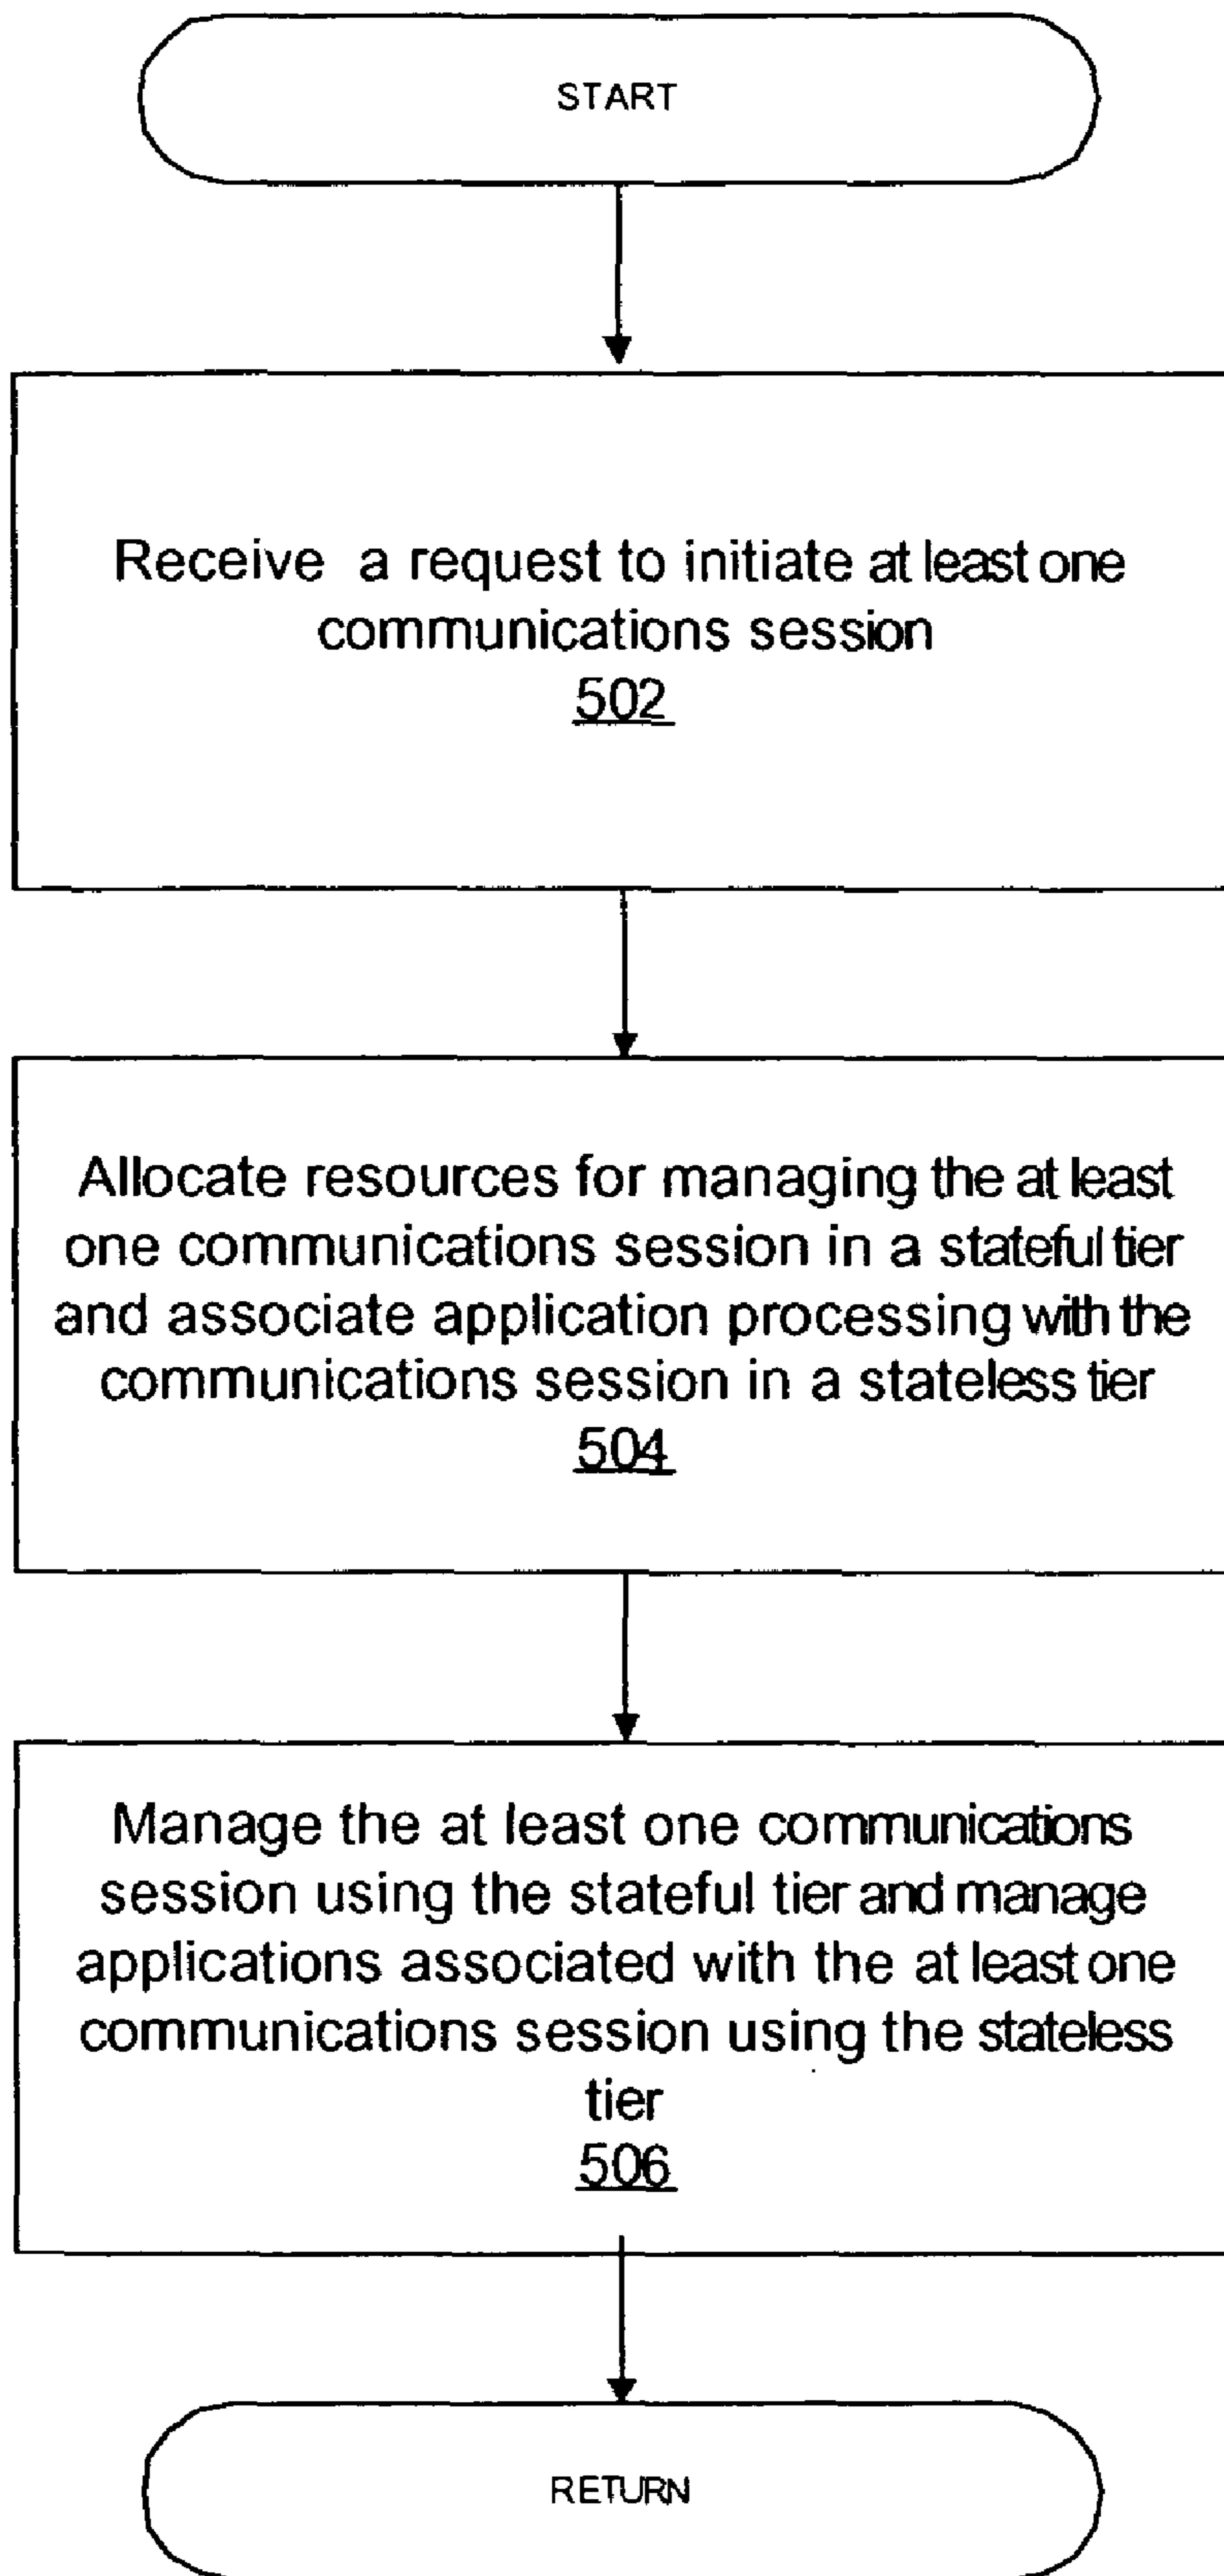 START
Receive a request to initiate at least one
communications session
502
Allocate resources for managing the at least
one communications session in a stateful tier
and associate application processing with the
communications session in a stateless tier
504
Manage the at least one communications
session using the stateful tier and manage
applications associated with the at least one
communications session using the stateless
tier
506
RETURN